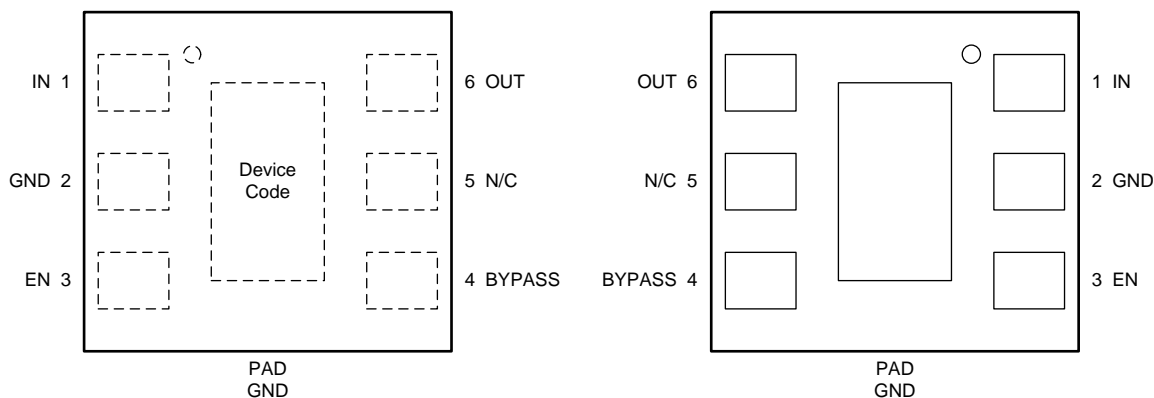 IN 1
6 OUT
GND 2
Device
Code
5 N/C
EN 3
4 BYPASS
PAD
GND
OUT 6
1 IN
N/C 5
2 GND
BYPASS 4
3 EN
PAD
GND